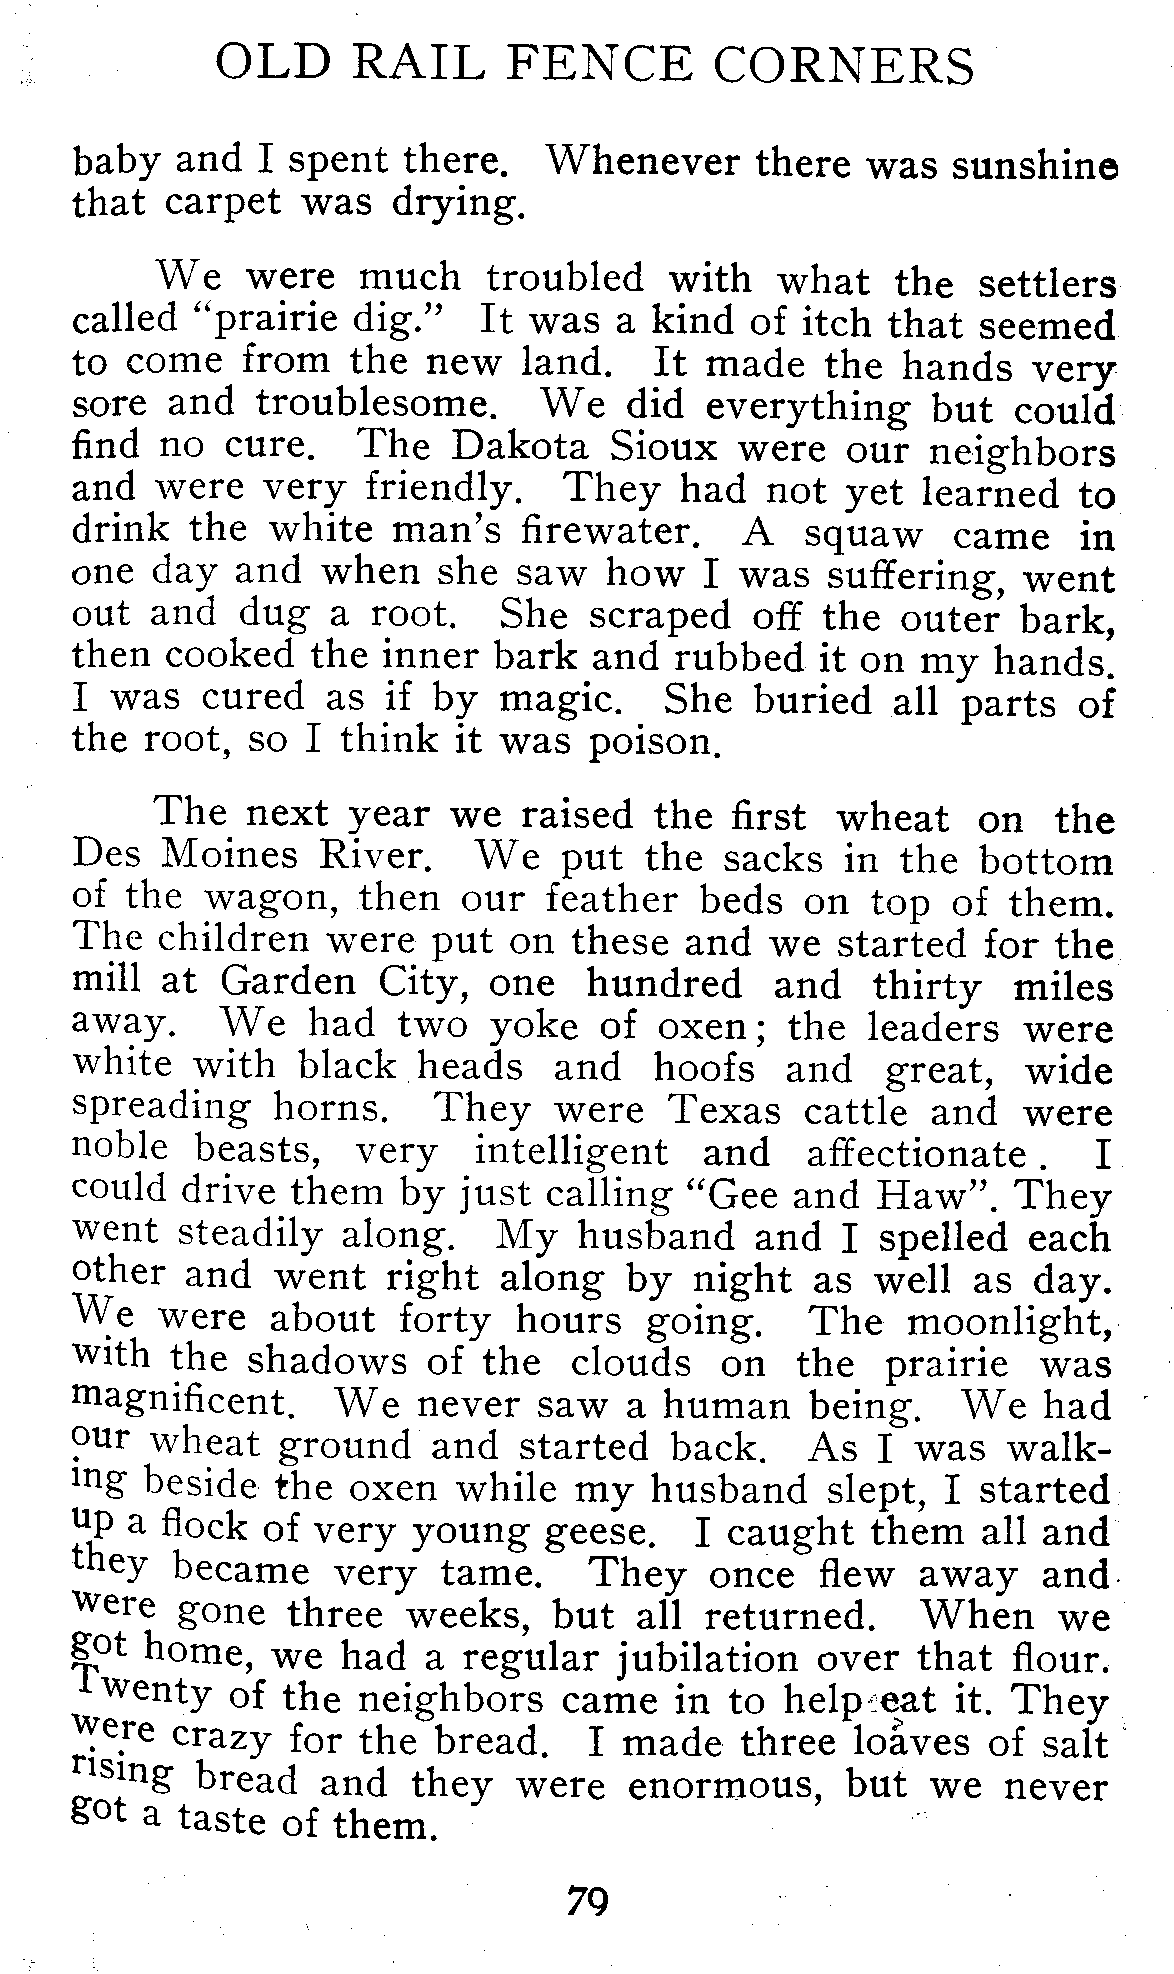 OLD RAIL FENCE CORNERS
baby and I spent there. Whenever there was sunshine
that carpet was drying.
We were much troubled with what the settlers
called "prairie dig." It was a kind of itch that seemed
to come from the new land. It made the hands very
sore and troublesome. We did everything but could
find no cure. The Dakota Sioux were our neighbors
and were very friendly. They had not yet learned to
drink the white man's firewater. A squaw came in
one day and when she saw how I was suffering, went
out and dug a root. She scraped off the outer bark,
then cooked the inner bark and rubbed it on my hands.
I was cured as if by magic. She buried all parts of
the root, so I think it was poison.
The next year we raised the first wheat on the
Des Moines River. We put the sacks in the bottom
of the wagon, then our feather beds on top of them.
The children were put on these and we started for the
mill at Garden City, one hundred and thirty miles
away. We had two yoke of oxen; the leaders were
white with black heads and hoofs and great, wide
spreading horns. They were Texas cattle and were
noble beasts, very intelligent and affectionate. I
could drive them by just calling "Gee and Haw". They
went steadily along. My husband and I spelled each
other and went right along by night as well as day.
We were about forty hours going. The moonlight,
with the shadows of the clouds on the prairie was
magnificent. We never saw a human being. We had
our wheat ground and started back. As I was walk-
ing beside the oxen while my husband slept, I started
up a flock of very young geese. I caught them all and
they became very tame. They once flew away and
were gone three weeks, but all returned. When we
got home, we had a regular jubilation over that flour.
Twenty of the neighbors came in to help eat it. They
were crazy for the bread. I made three loaves of salt
rising bread and they were enormous, but we never
got a taste of them.
79